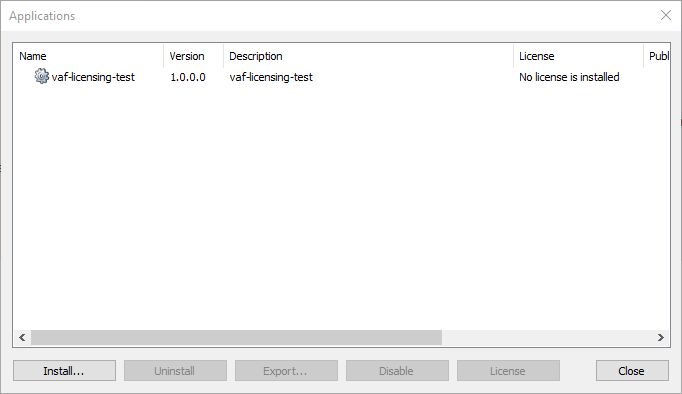 Applications
Name Version Description License Publ
vaf-licensing-test 1.0.0.0 vaf-licensing-test No license is installed
Install... Uninstall Export... Disable License Close